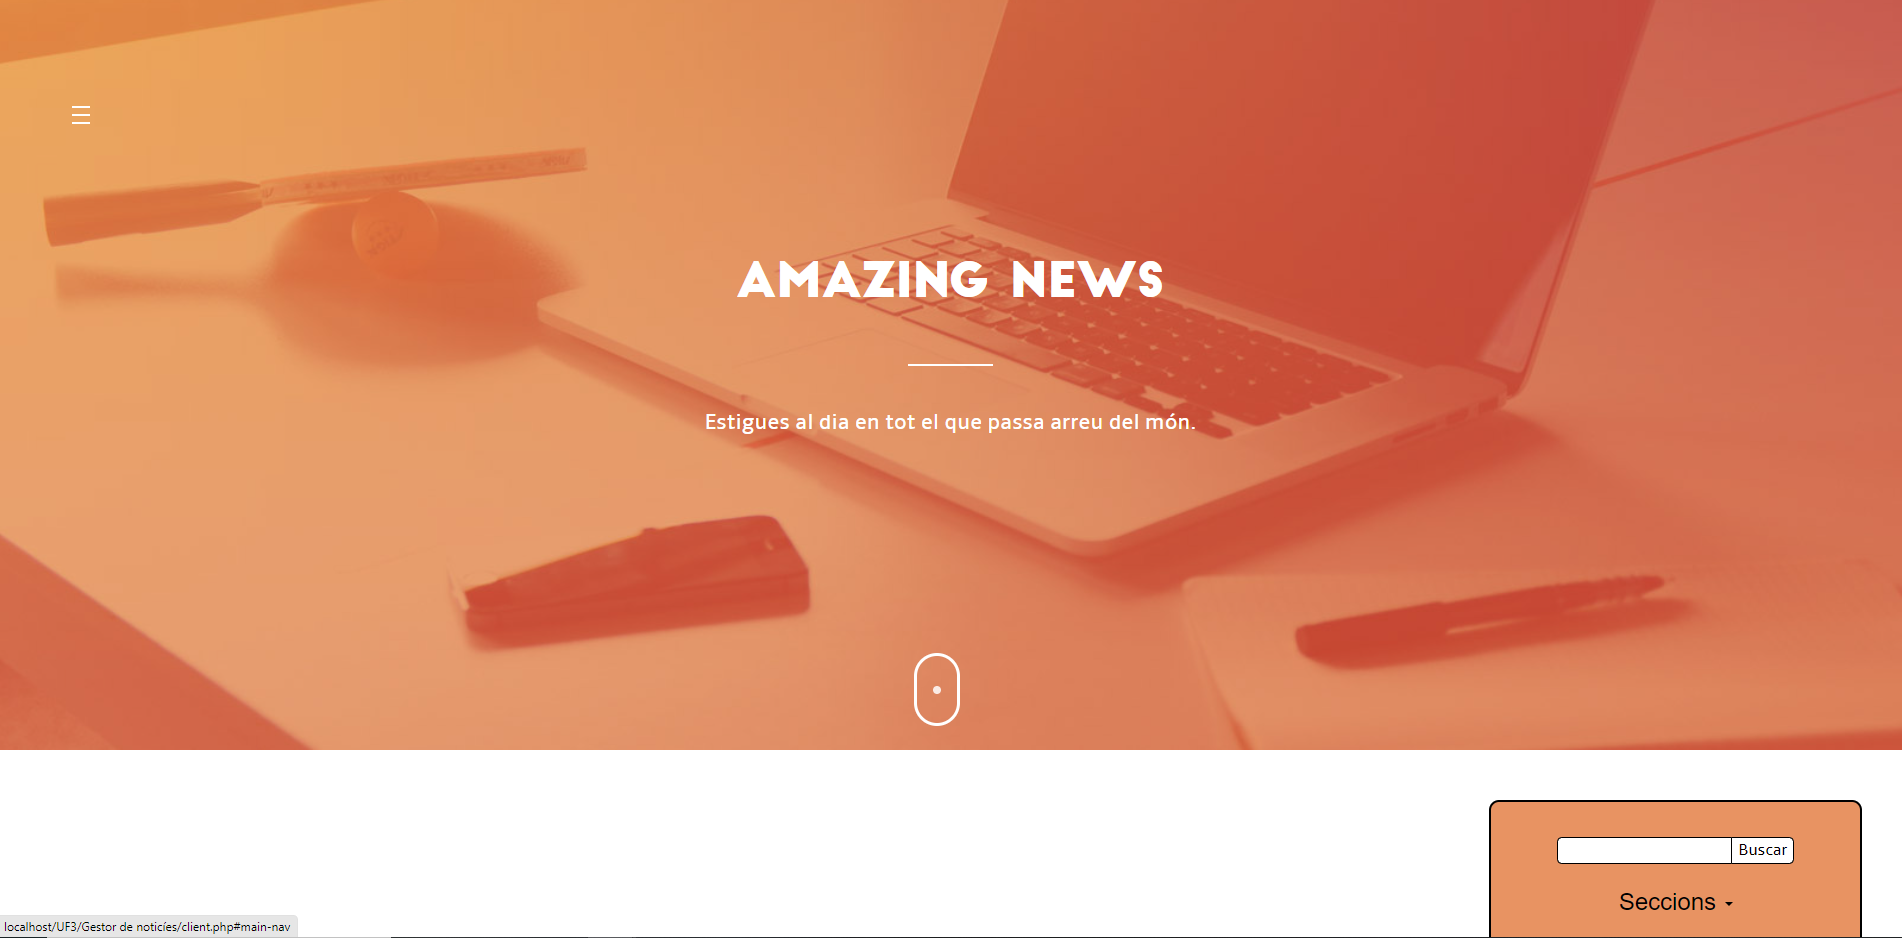 AMAZING NEWS
Estigues al dia en tot el que passa arreu del món.
Buscar
Seccions
localhost/UF3/Gestor de noticíes/client.php#main-nav